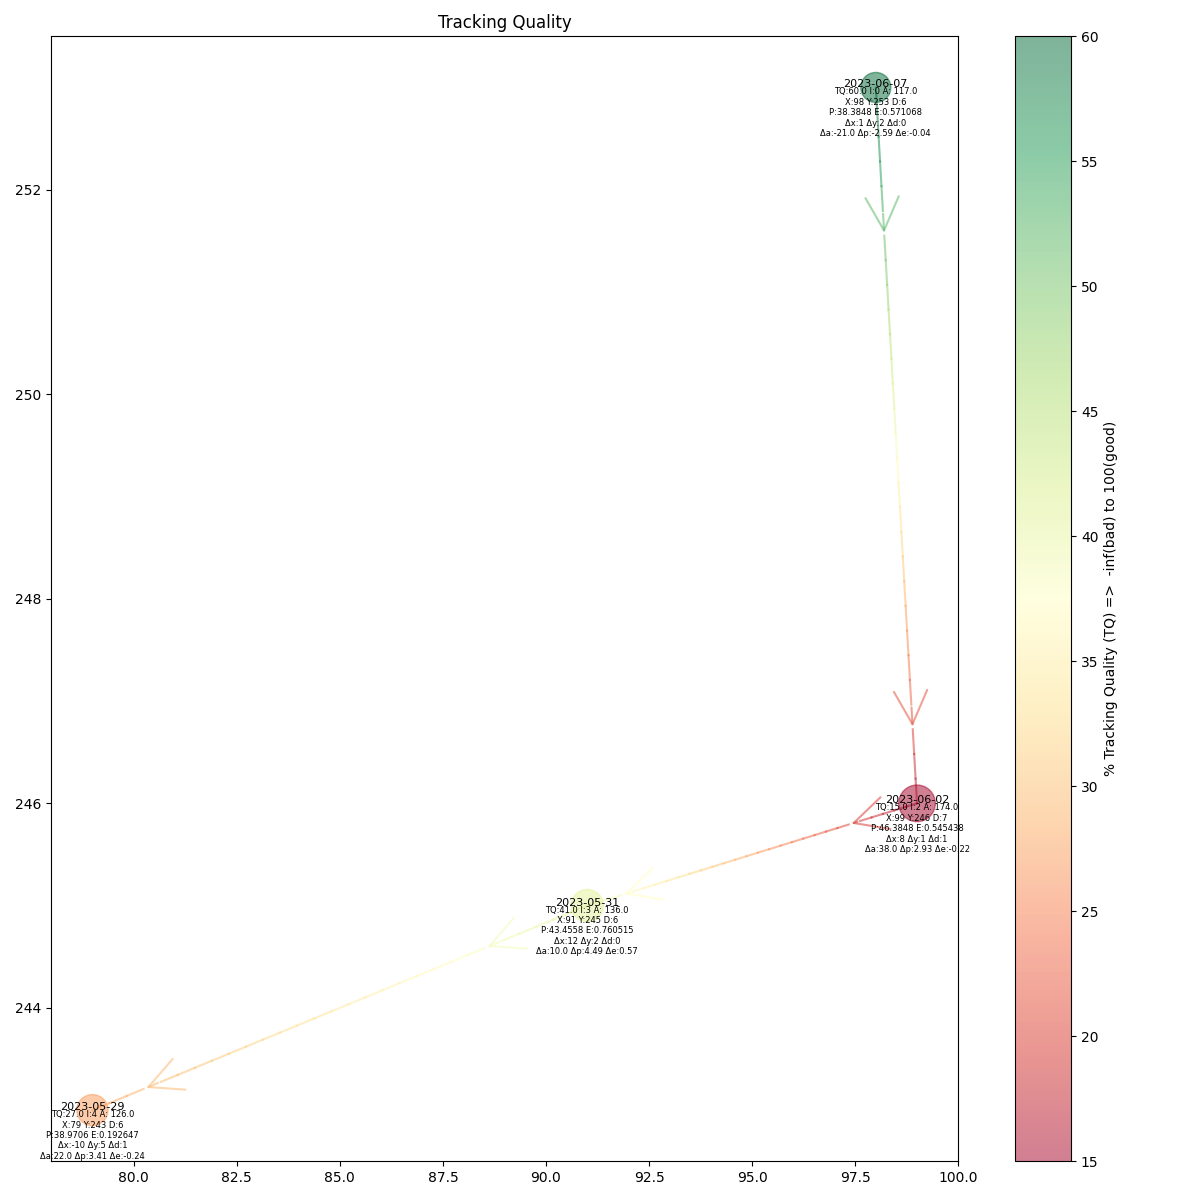 Tracking Quality
2023-06-07
TQ:60.0 I:0 A: 117.0
X:98 Y:253 D:6
P:38.3848 E:0.571068
Δx:1 Δy:2 Δd:0
Δa:-21.0 Δp:-2.59 Δe:-0.04
2023-06-02
TQ:15.0 I:2 A: 174.0
X:99 Y:246 D:7
P:46.3848 E:0.545438
Δx:8 Δy:1 Δd:1
Δa:38.0 Δp:2.93 Δe:-0.22
2023-05-31
TQ:41.0 I:3 A: 136.0
X:91 Y:245 D:6
P:43.4558 E:0.760515
Δx:12 Δy:2 Δd:0
Δa:10.0 Δp:4.49 Δe:0.57
2023-05-29
TQ:27.0 I:4 A: 126.0
X:79 Y:243 D:6
P:38.9706 E:0.192647
Δx:-10 Δy:5 Δd:1
Δa:22.0 Δp:3.41 Δe:-0.24
252
250
248
246
244
80.0
82.5
85.0
87.5
90.0
92.5
95.0
97.5
100.0
60
55
50
45
40
35
30
25
20
15
% Tracking Quality (TQ) => -inf(bad) to 100(good)